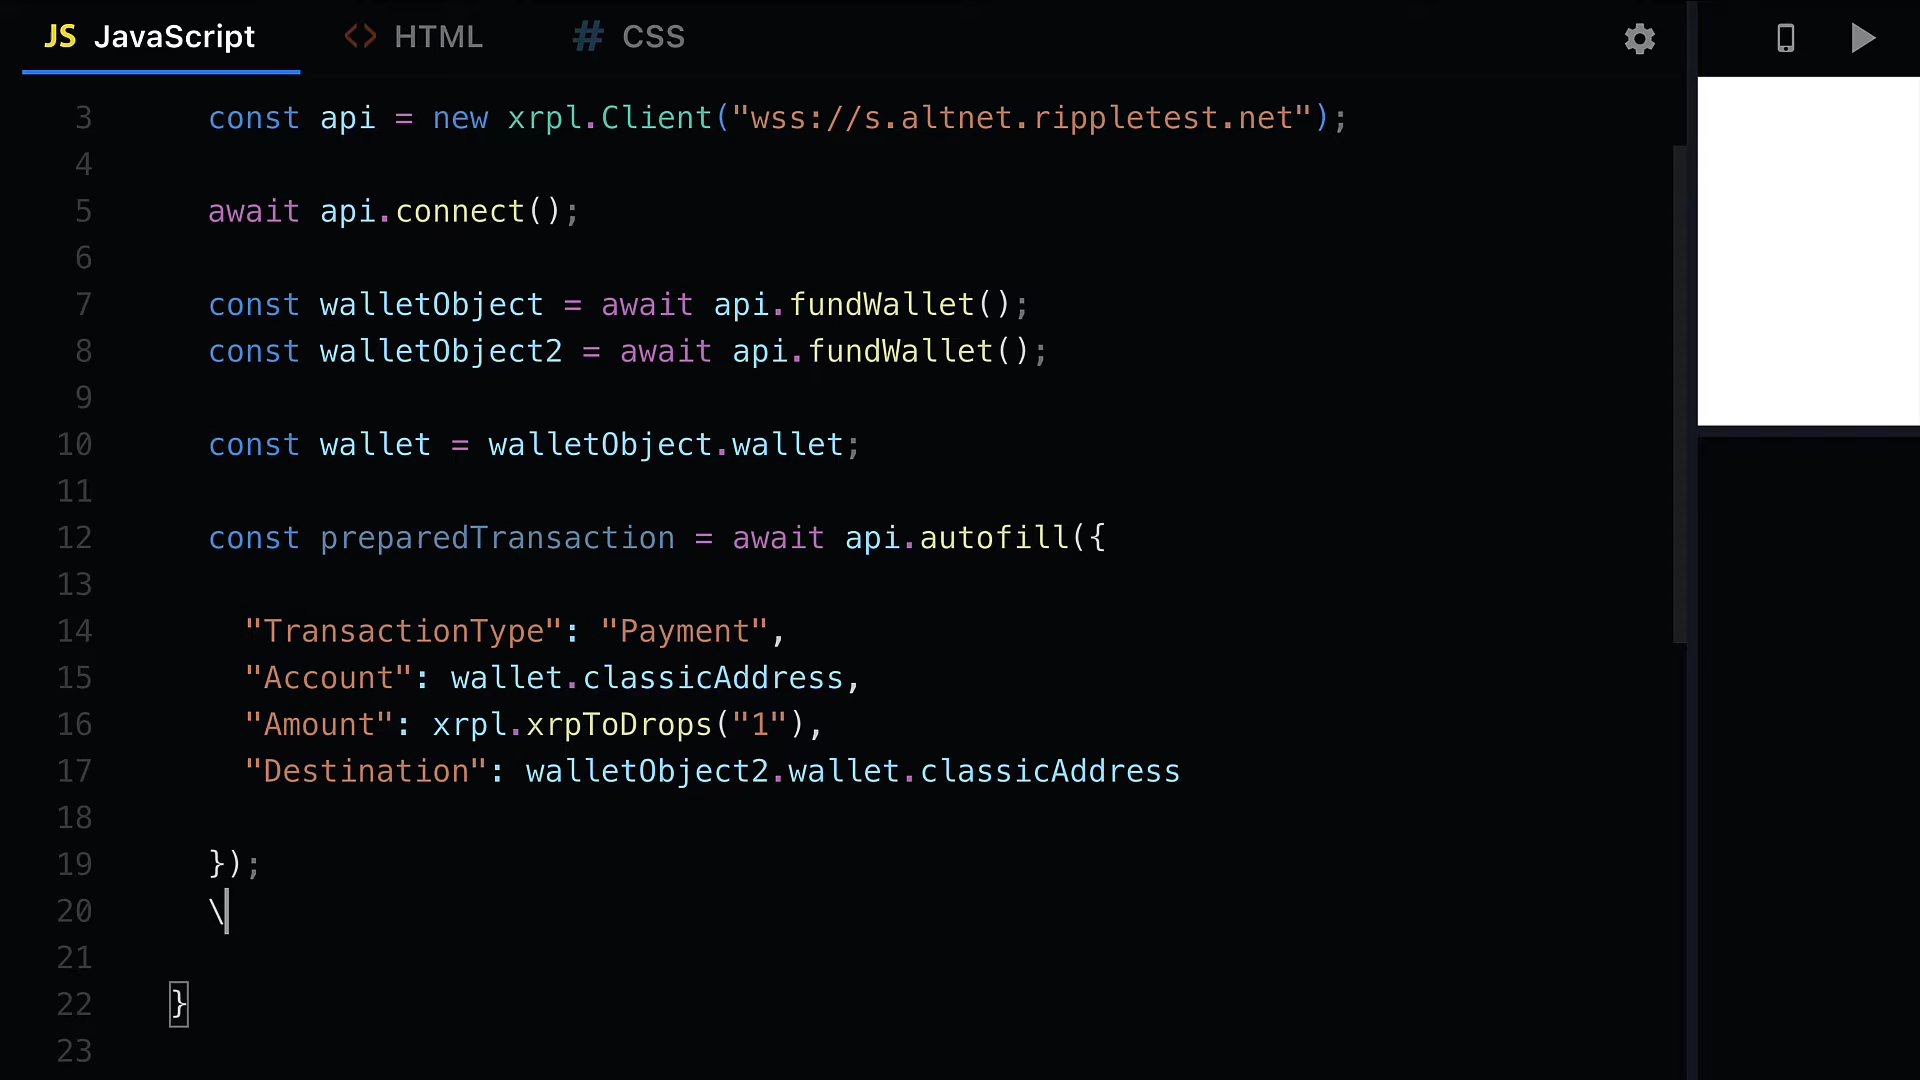 JS JavaScript <> HTML # CSS
3 const api = new xrpl.Client("wss://s.altnet.rippletest.net");
4
5 await api.connect();
6
7 const walletObject = await api.fundWallet();
8 const walletObject2 = await api.fundWallet();
9
10 const wallet = walletObject.wallet;
11
12 const preparedTransaction = await api.autofill({
13
14 "TransactionType": "Payment",
15 "Account": wallet.classicAddress,
16 "Amount": xrpl.xrpToDrops("1"),
17 "Destination": walletObject2.wallet.classicAddress
18
19 });
20 \
21
22 }
23